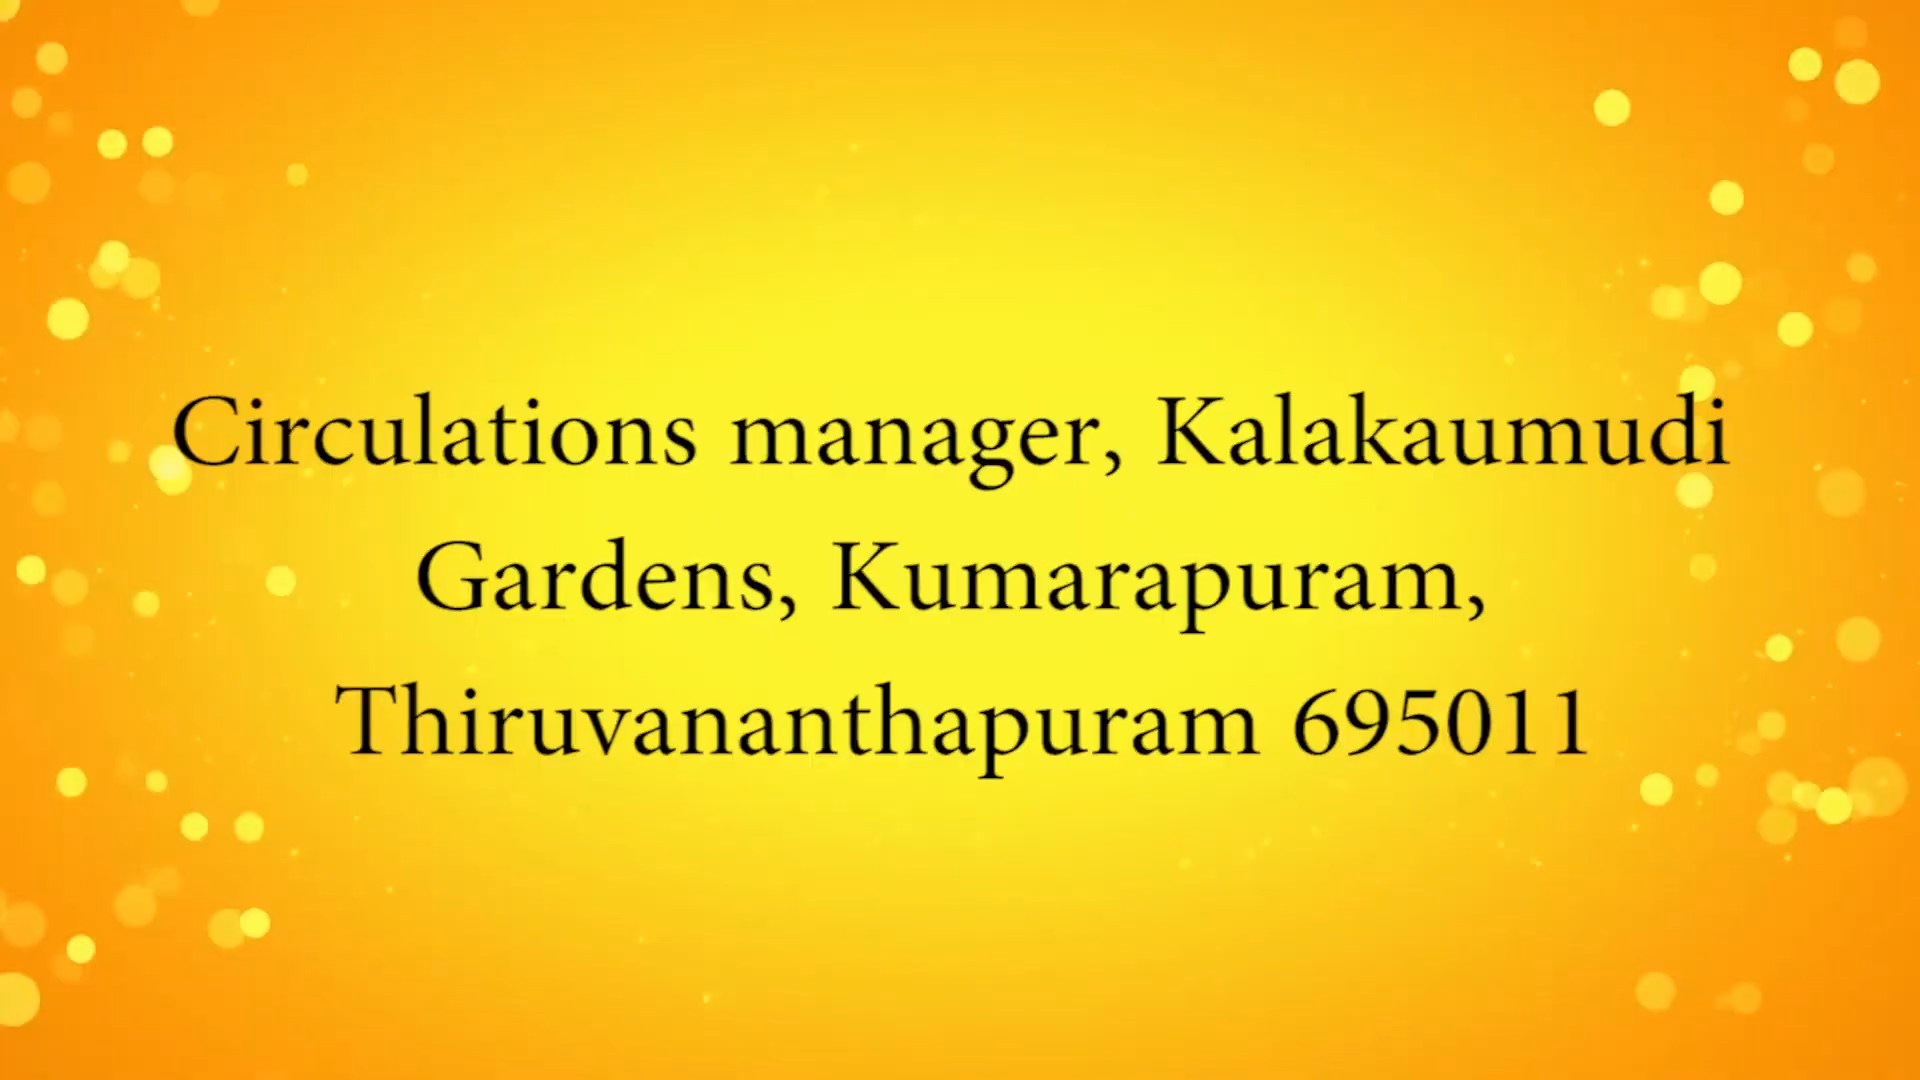 Circulations manager, Kalakaumudi
Gardens, Kumarapuram,
Thiruvananthapuram 695011